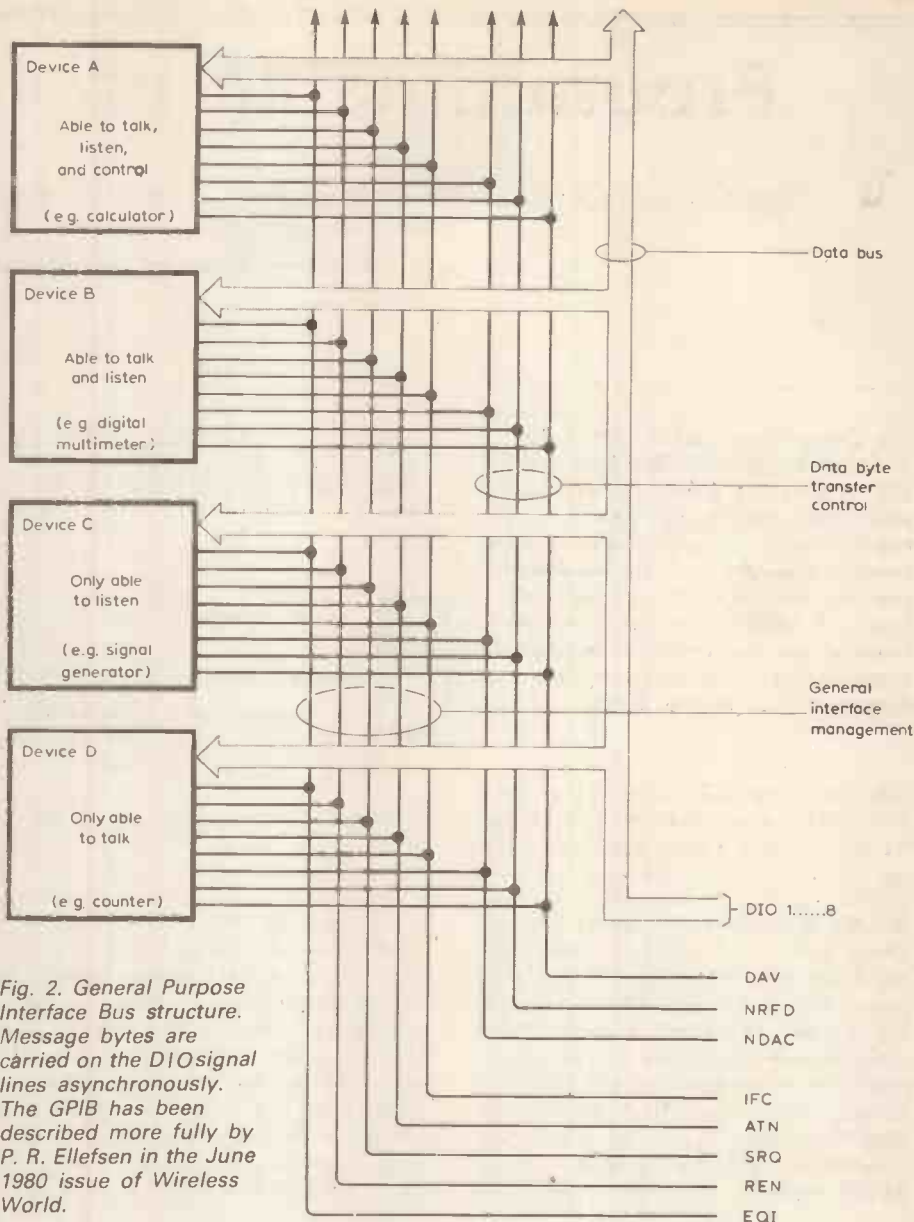 Device A
Able to talk,
listen,
and control
(e.g. calculator)
Data bus
Device B
Able to talk
and listen
(e.g. digital
multimeter)
Data byte
transfer
control
Device C
Only able
to listen
(e.g. signal
generator)
General
interface
management
Device D
Only able
to talk
(e.g. counter)
DIO 1......8
DAV
NRFD
NDAC
IFC
ATN
SRQ
REN
EQI
Fig. 2. General Purpose
Interface Bus structure.
Message bytes are
carried on the DIO signal
lines asynchronously.
The GPIB has been
described more fully by
P. R. Ellefsen in the June
1980 issue of Wireless
World.